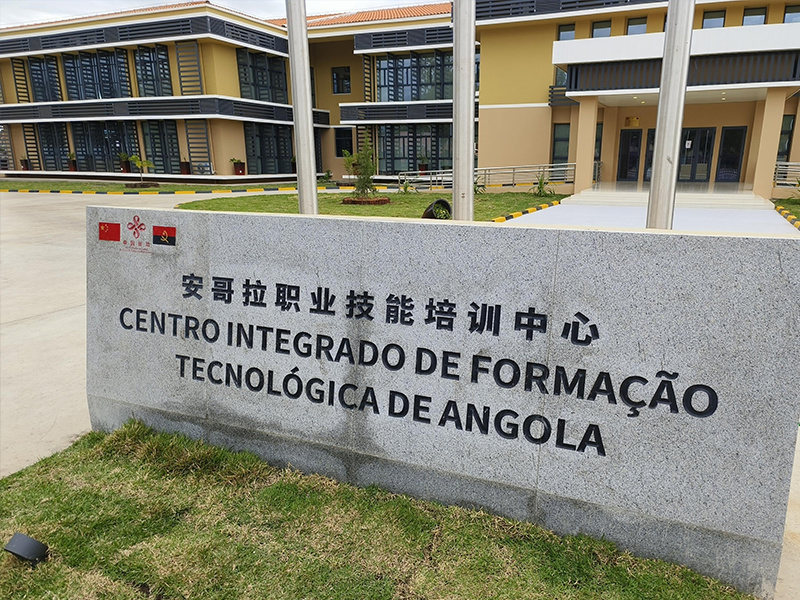 安哥拉职业技能培训中心
CENTRO INTEGRADO DE FORMAÇÃO
TECNOLÓGICA DE ANGOLA